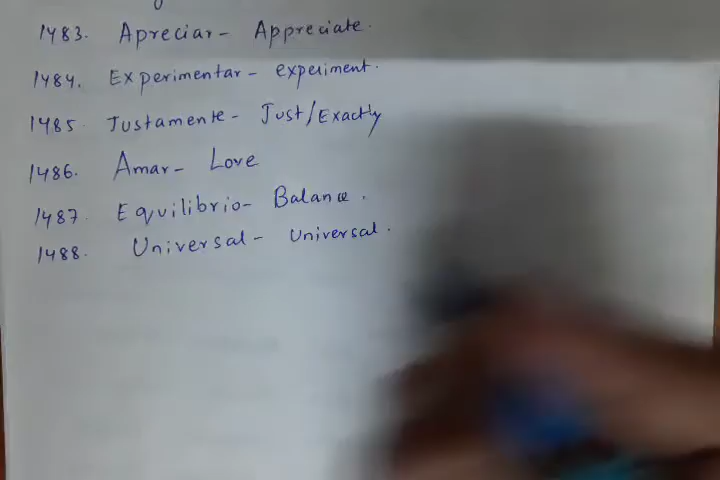 1483. Apreciar - Appreciate.
1484. Experimentar - experiment.
1485. Justamente - Just/Exactly
1486. Amar - Love
1487. Equilibrio - Balance.
1488. Universal - Universal.